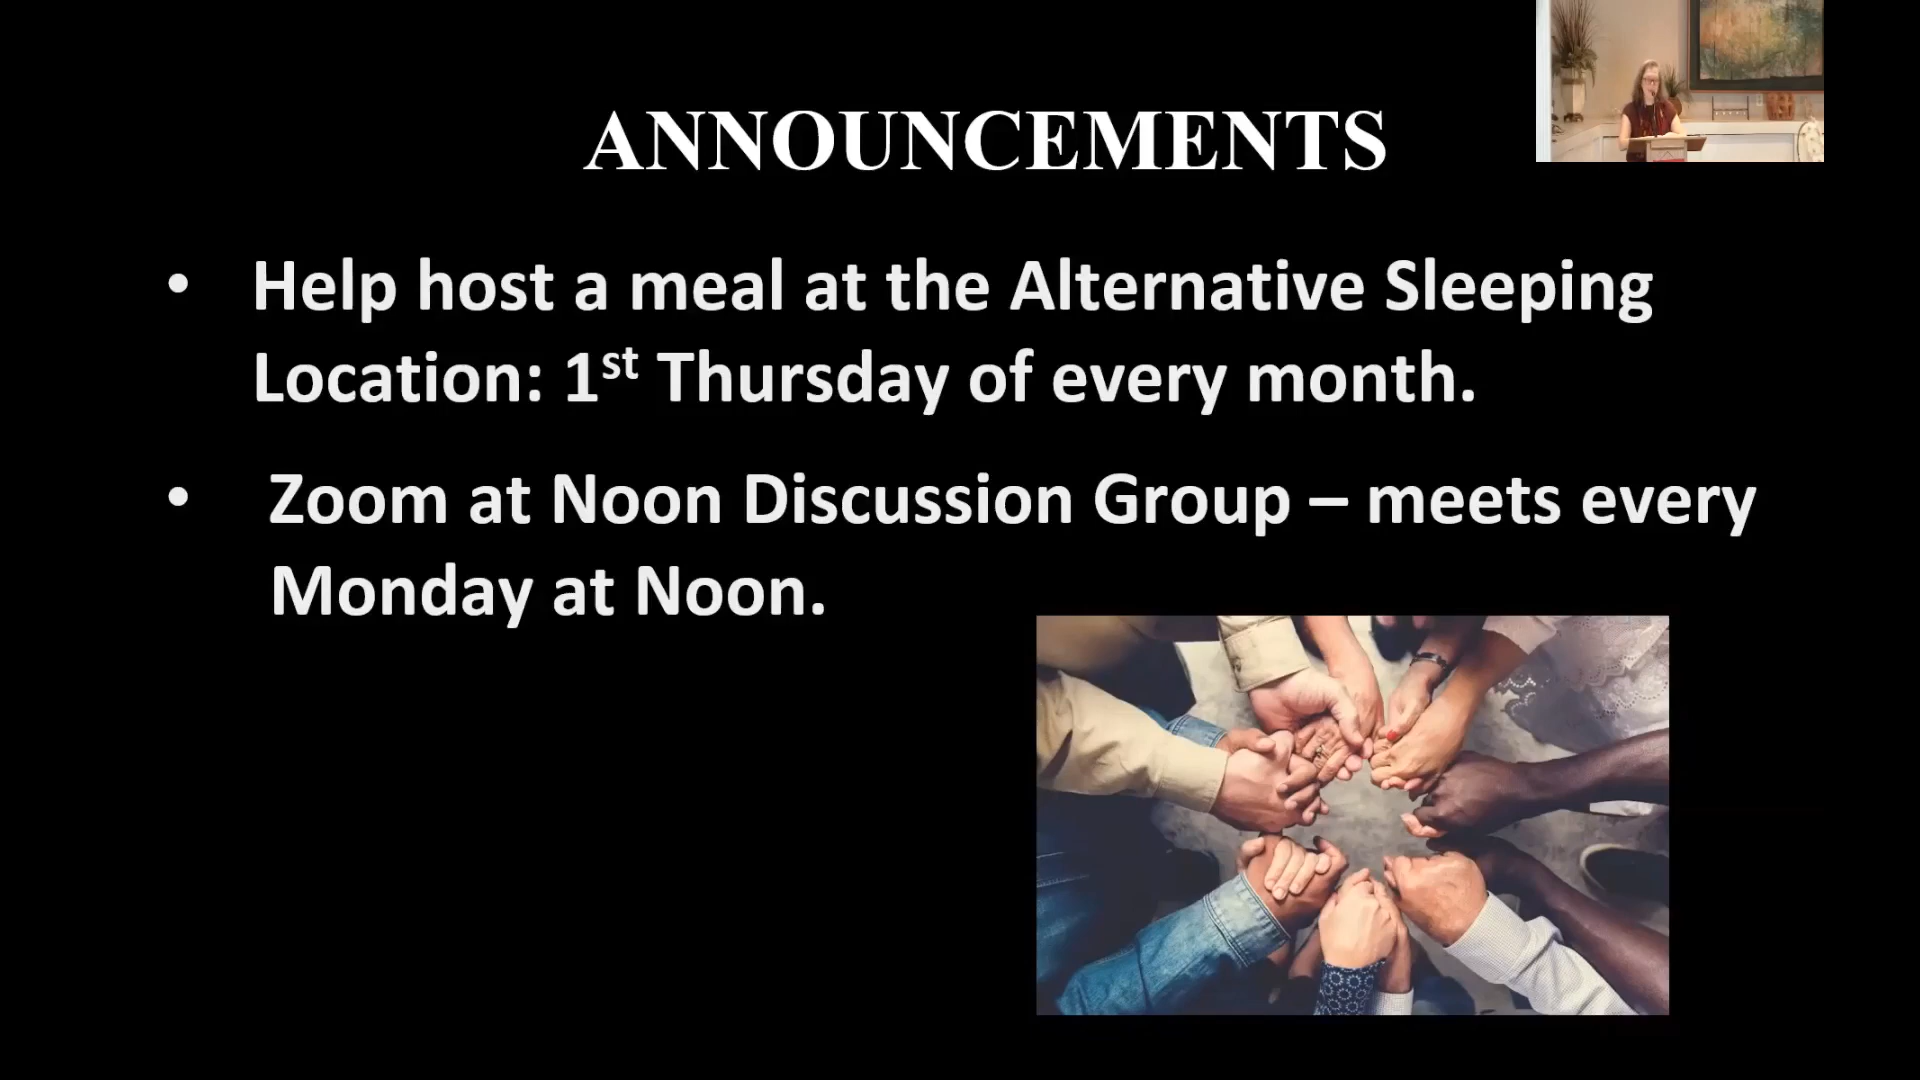 ANNOUNCEMENTS
• Help host a meal at the Alternative Sleeping
Location: 1st Thursday of every month.
• Zoom at Noon Discussion Group – meets every
Monday at Noon.